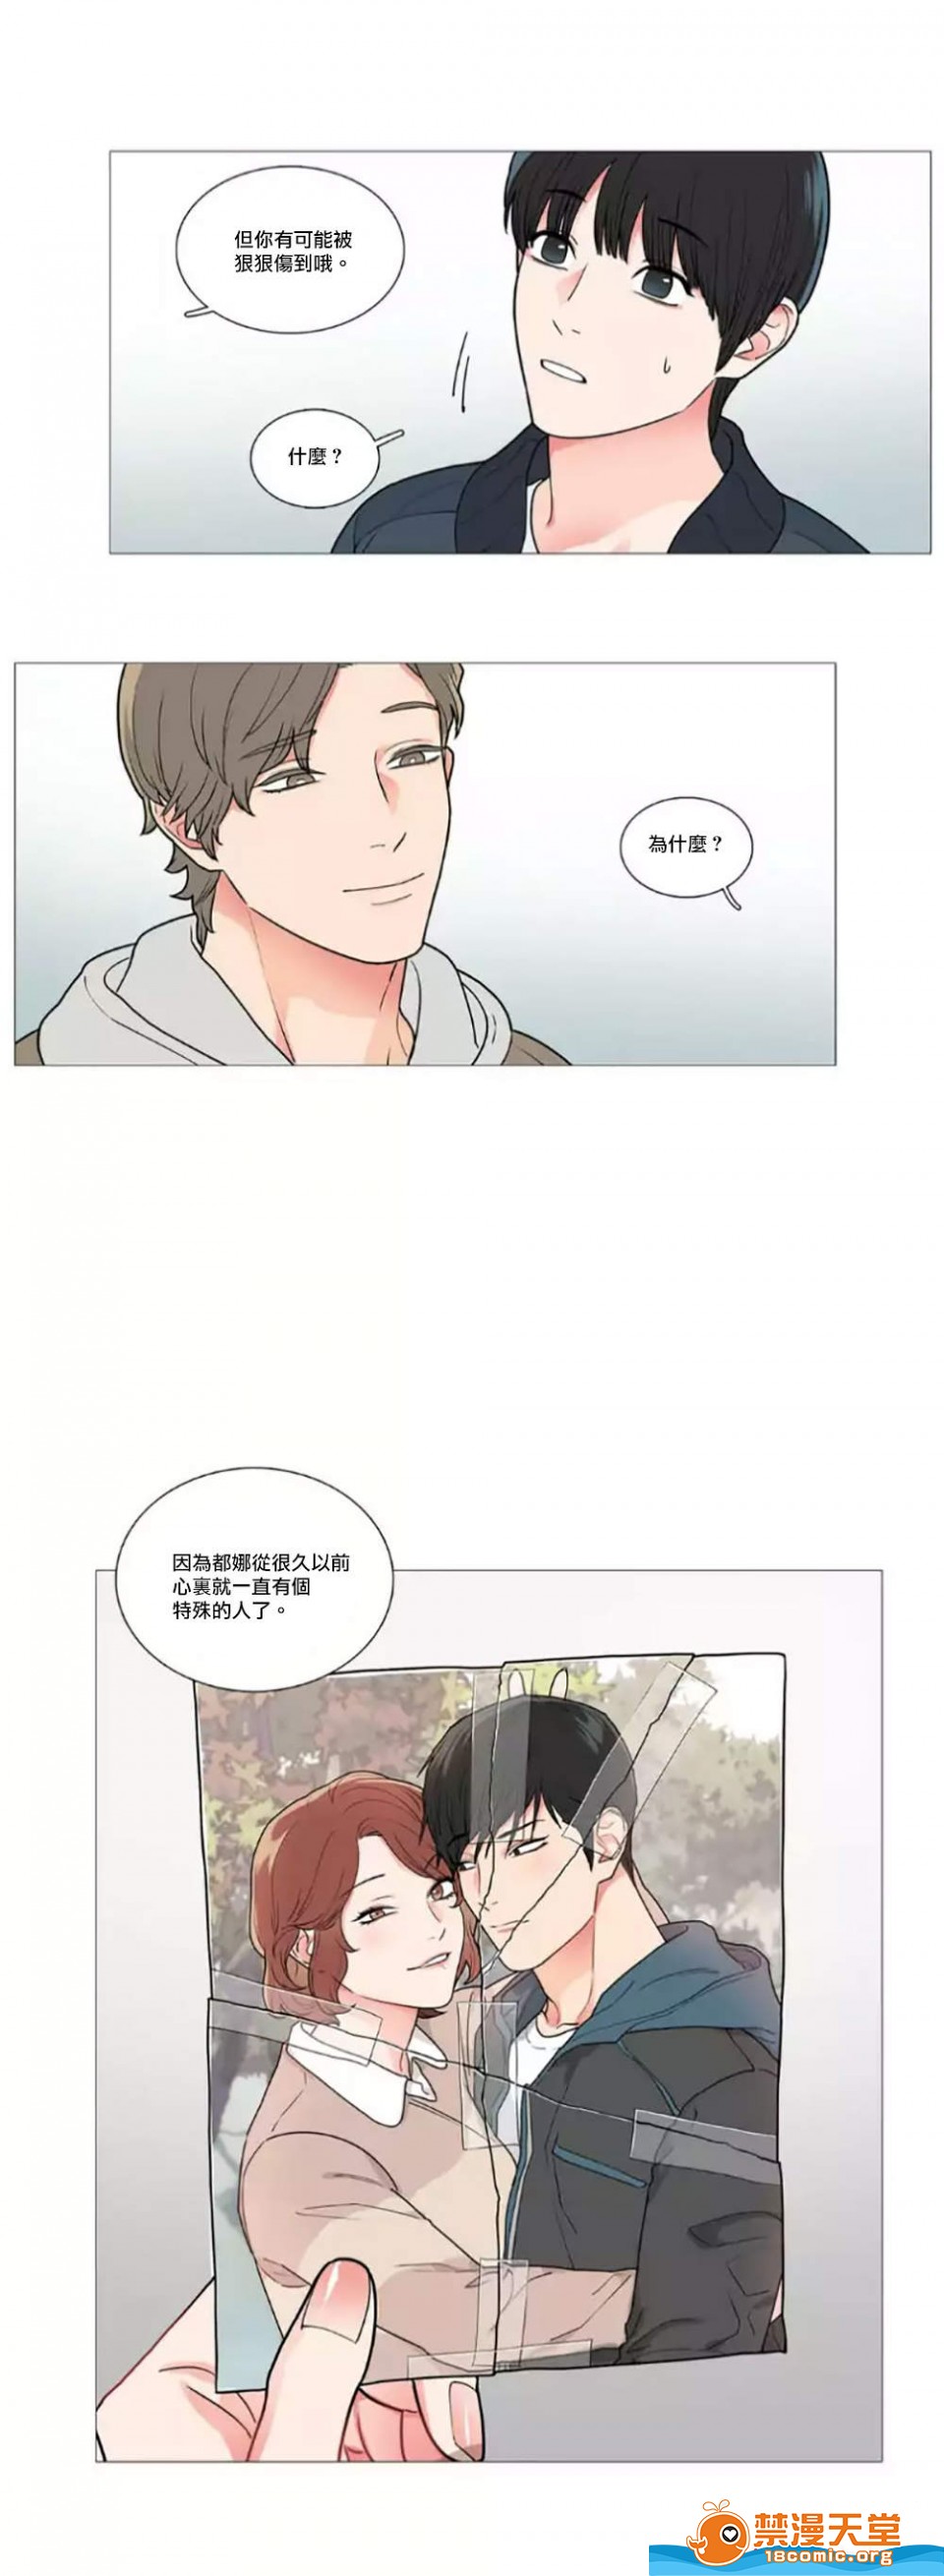 但你有可能被
狠狠傷到哦。
什麼？
為什麼？
因為都娜從很久以前
心裏就一直有個
特殊的人了。
禁漫天堂
18comic.org